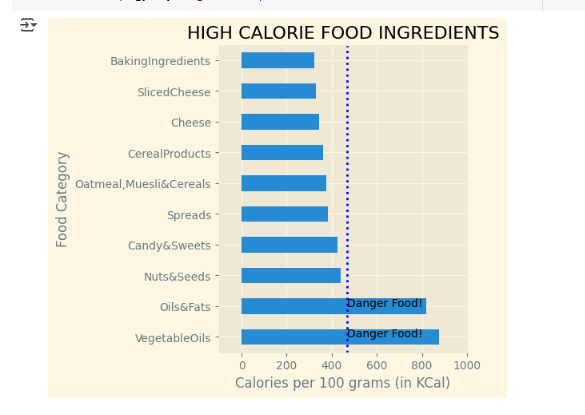 HIGH CALORIE FOOD INGREDIENTS
BakingIngredients
SlicedCheese
Cheese
CerealProducts
Oatmeal,Muesli&Cereals
Spreads
Candy&Sweets
Nuts&Seeds
Oils&Fats
Danger Food!
VegetableOils
Danger Food!
Food Category
0 200 400 600 800 1000
Calories per 100 grams (in KCal)